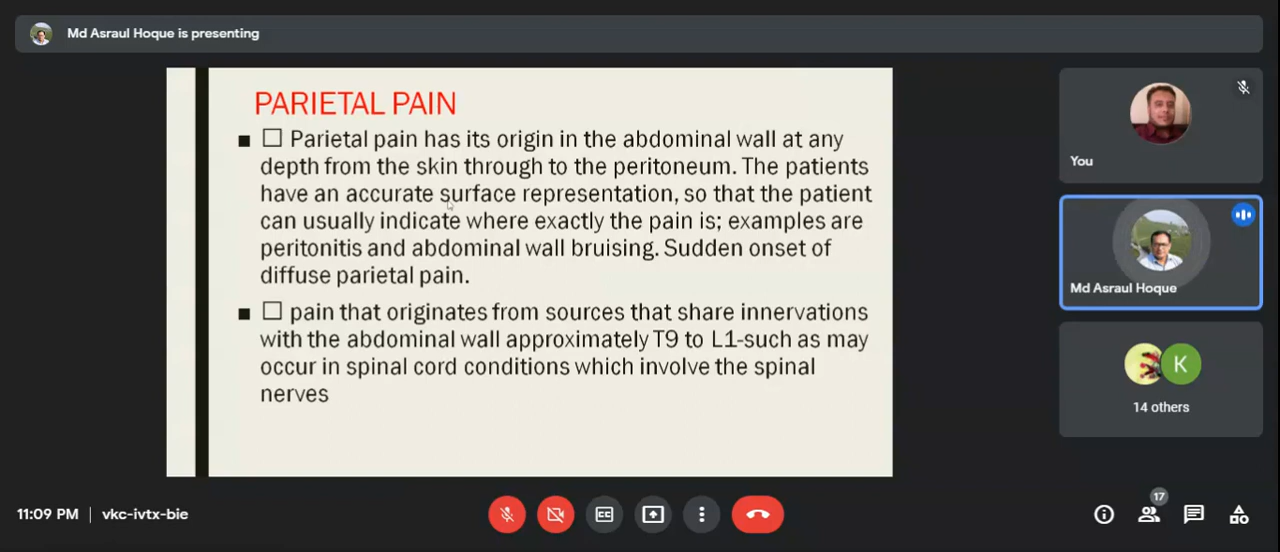 Md Asraul Hoque is presenting
PARIETAL PAIN
■ ☐ Parietal pain has its origin in the abdominal wall at any
depth from the skin through to the peritoneum. The patients
have an accurate surface representation, so that the patient
can usually indicate where exactly the pain is; examples are
peritonitis and abdominal wall bruising. Sudden onset of
diffuse parietal pain.
■ ☐ pain that originates from sources that share innervations
with the abdominal wall approximately T9 to L1-such as may
occur in spinal cord conditions which involve the spinal
nerves
You
Md Asraul Hoque
K
14 others
11:09 PM | vkc-ivtx-bie
CC
17